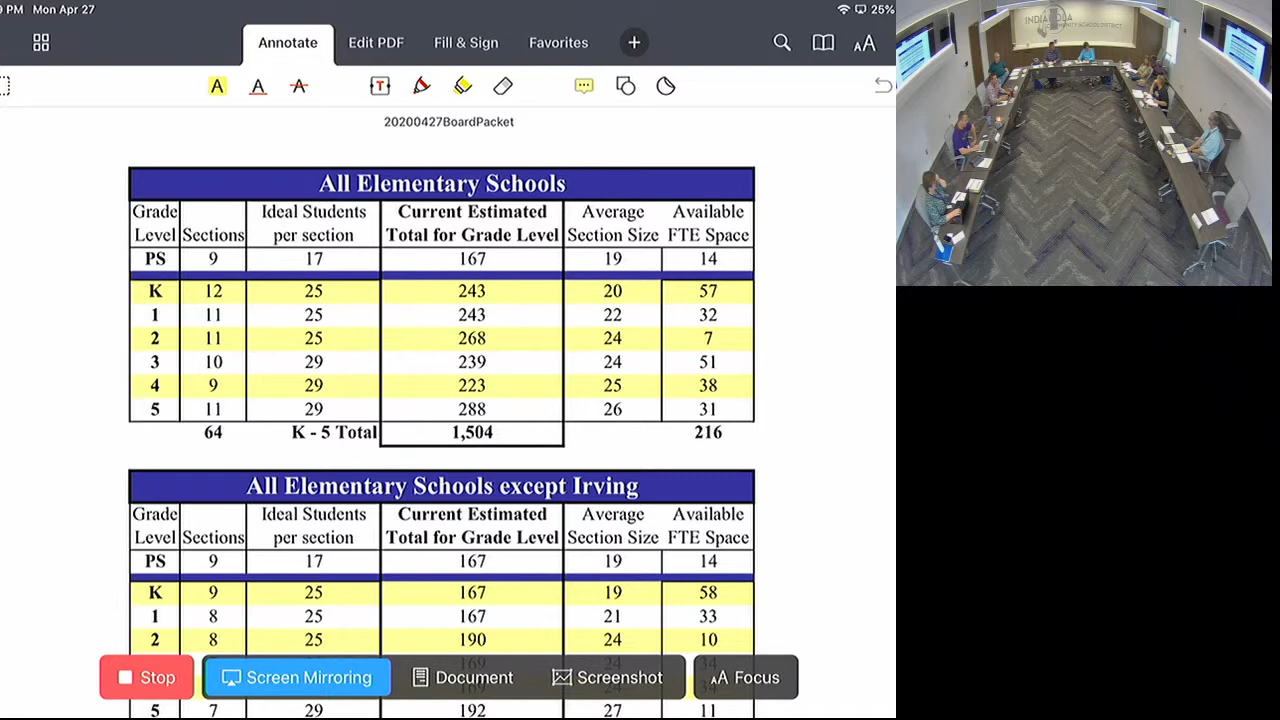 9 PM Mon Apr 27
25%
Annotate Edit PDF Fill & Sign Favorites +
AA
A A A T
20200427BoardPacket
All Elementary Schools
Grade Level Sections Ideal Students per section Current Estimated Total for Grade Level Average Section Size Available FTE Space
PS 9 17 167 19 14
K 12 25 243 20 57
1 11 25 243 22 32
2 11 25 268 24 7
3 10 29 239 24 51
4 9 29 223 25 38
5 11 29 288 26 31
64 K - 5 Total 1,504 216
All Elementary Schools except Irving
Grade Level Sections Ideal Students per section Current Estimated Total for Grade Level Average Section Size Available FTE Space
PS 9 17 167 19 14
K 9 25 167 19 58
1 8 25 167 21 33
2 8 25 190 24 10
169 24 34
Stop Screen Mirroring Document Screenshot AA Focus
5 7 29 192 27 11
INDIANOLA
COMMUNITY SCHOOL DISTRICT